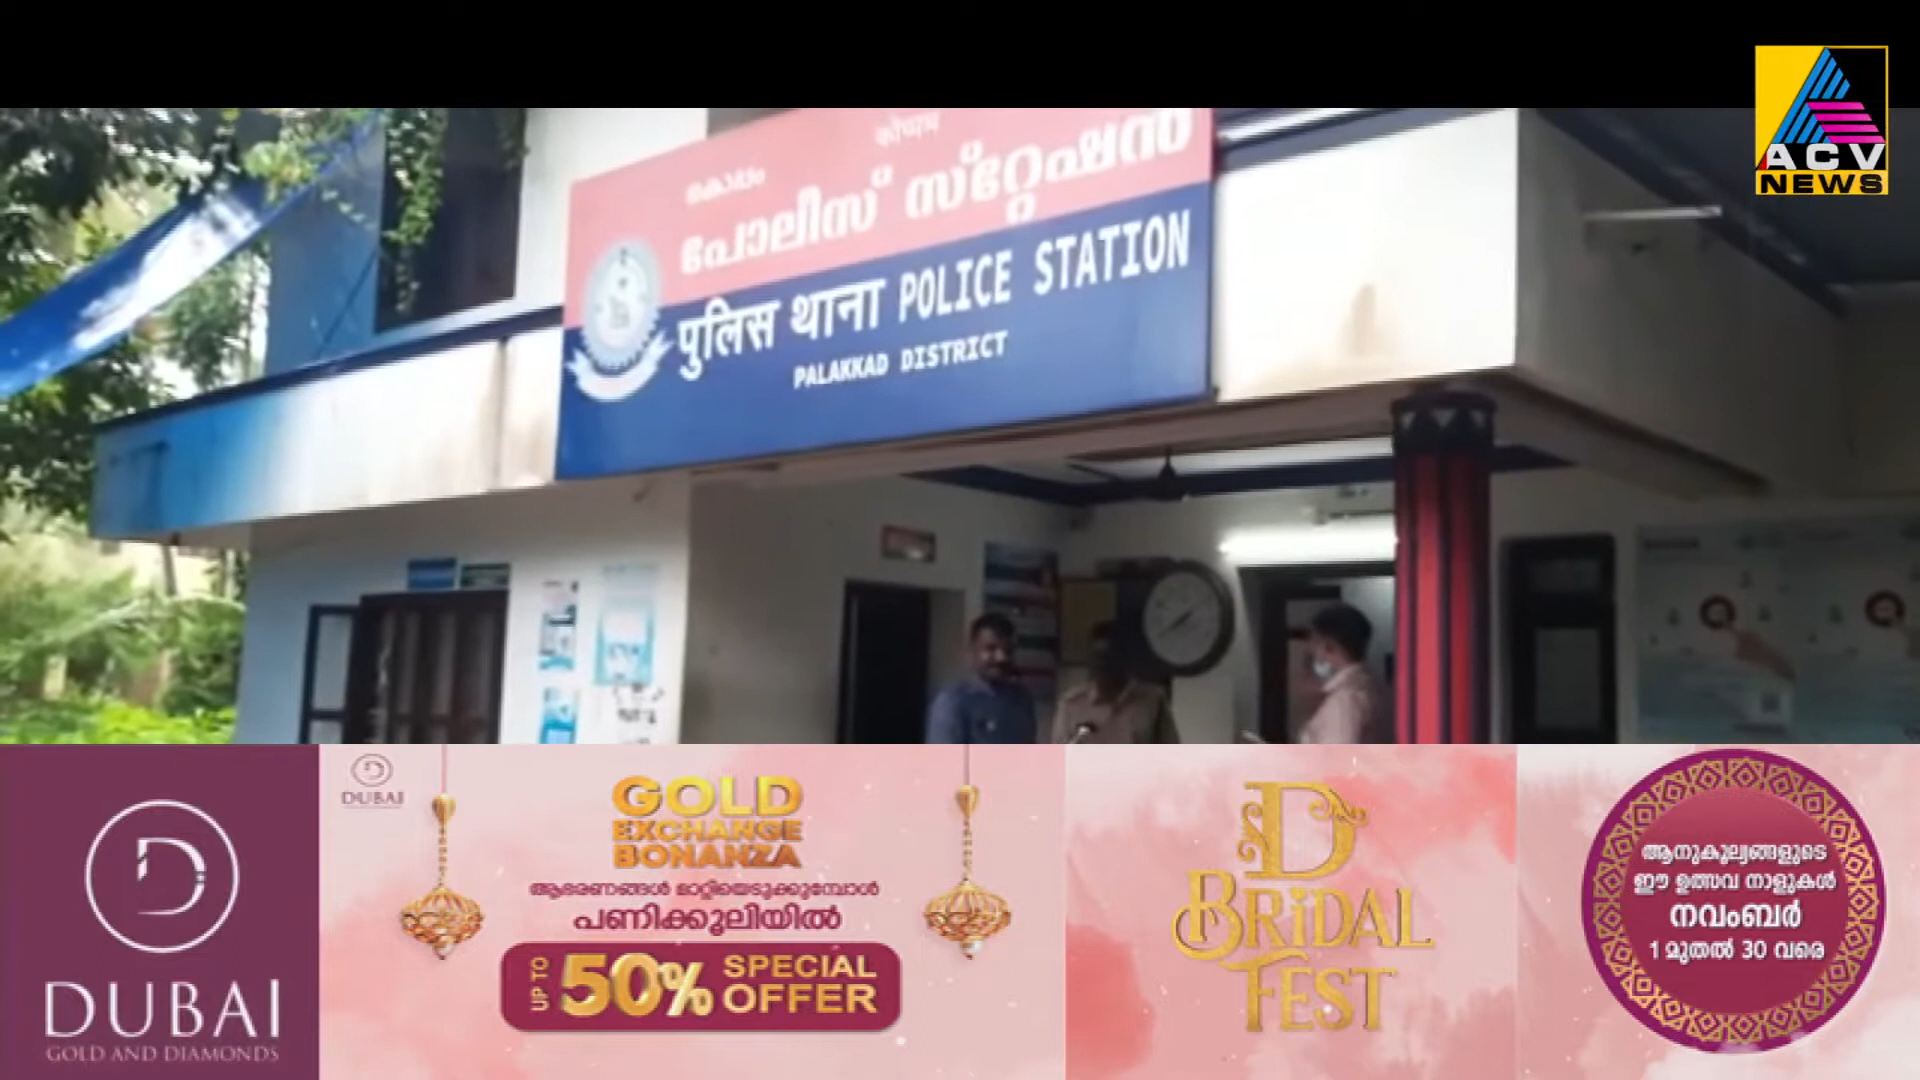 ACV
NEWS
कोप्पम
കൊപ്പം
പോലീസ് സ്റ്റേഷൻ
पुलिस थाना POLICE STATION
PALAKKAD DISTRICT
DUBAI
GOLD AND DIAMONDS
DUBAI
GOLD
EXCHANGE
BONANZA
ആഭരണങ്ങൾ മാറ്റിയെടുക്കുമ്പോൾ
പണിക്കൂലിയിൽ
UP TO 50% SPECIAL OFFER
D
BRIDAL
FEST
ആനുകൂല്യങ്ങളുടെ
ഈ ഉത്സവ നാളുകൾ
നവംബർ
1 മുതൽ 30 വരെ